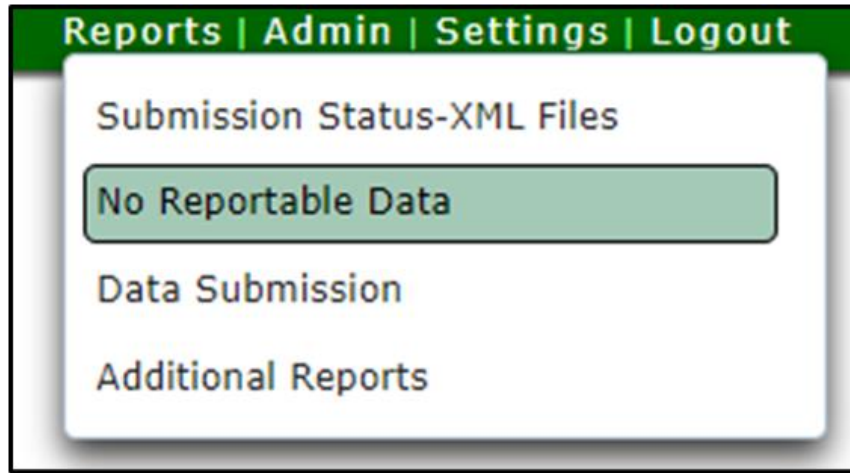 Reports | Admin | Settings | Logout
Submission Status-XML Files
No Reportable Data
Data Submission
Additional Reports